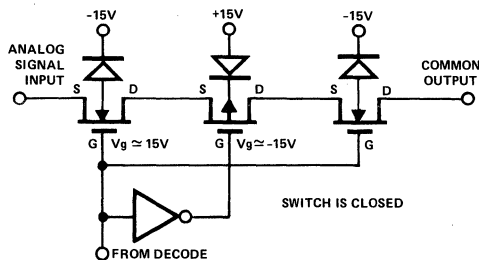 -15V +15V -15V
ANALOG
SIGNAL
INPUT
COMMON
OUTPUT
S D S D S D
G Vg ≃ 15V G Vg ≃ -15V G
SWITCH IS CLOSED
FROM DECODE